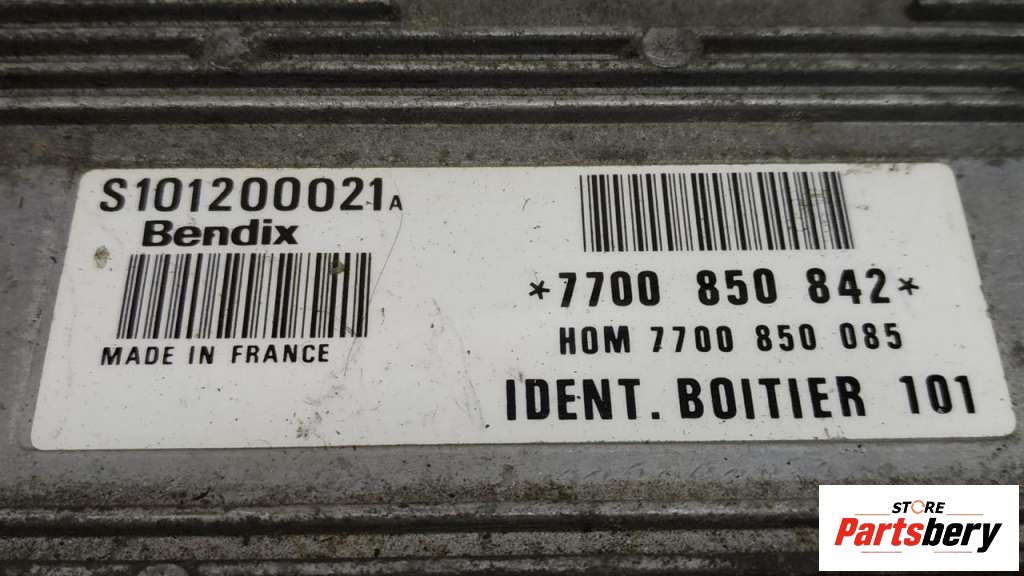 S101200021A
Bendix
MADE IN FRANCE
*7700 850 842*
HOM 7700 850 085
IDENT. BOITIER 101
STORE
Partsbery